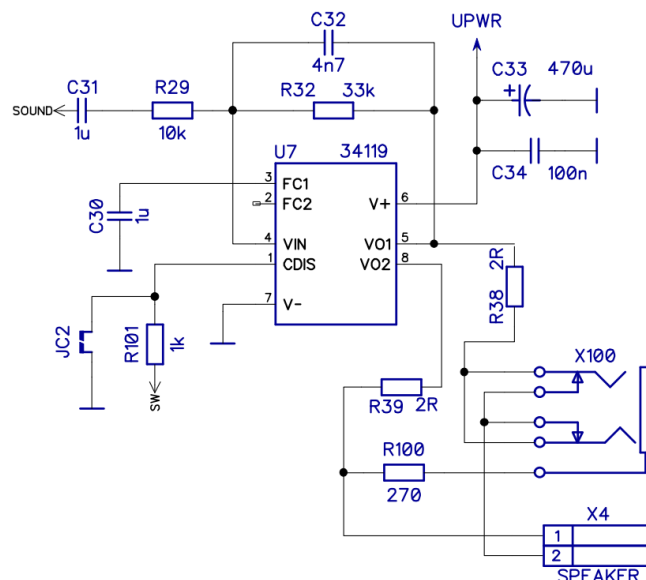 C32
4n7
UPWR
C31
R29
R32 33k
C33 470u
SOUND
1u
10k
U7 34119
C34 100n
3 FC1
2 FC2
V+ 6
C30
1u
4 VIN
VO1 5
1 CDIS
VO2 8
2R
R38
7 V-
JC2
R101
1k
X100
SW
R39 2R
R100
270
X4
1
2
SPEAKER